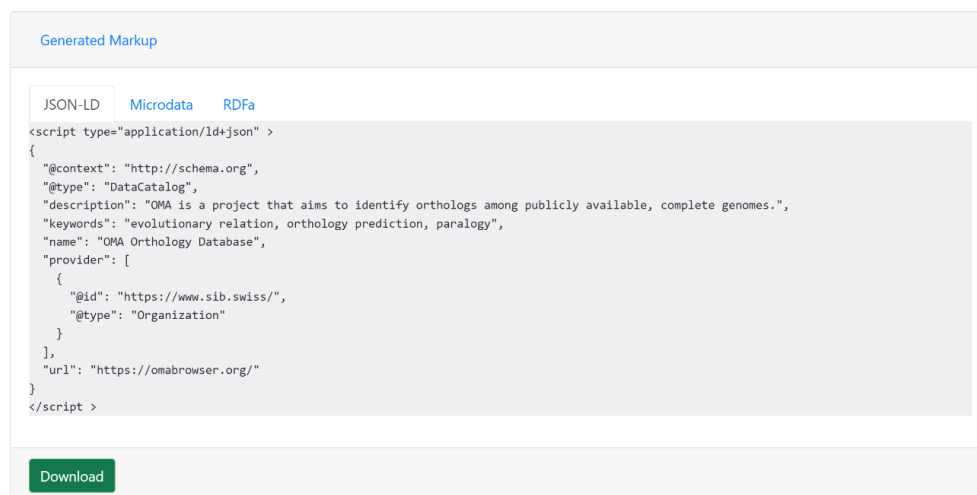 Generated Markup
JSON-LD Microdata RDFa
<script type="application/ld+json" >
{
  "@context": "http://schema.org",
  "@type": "DataCatalog",
  "description": "OMA is a project that aims to identify orthologs among publicly available, complete genomes.",
  "keywords": "evolutionary relation, orthology prediction, paralogy",
  "name": "OMA Orthology Database",
  "provider": [
    {
      "@id": "https://www.sib.swiss/",
      "@type": "Organization"
    }
  ],
  "url": "https://omabrowser.org/"
}
</script >
Download